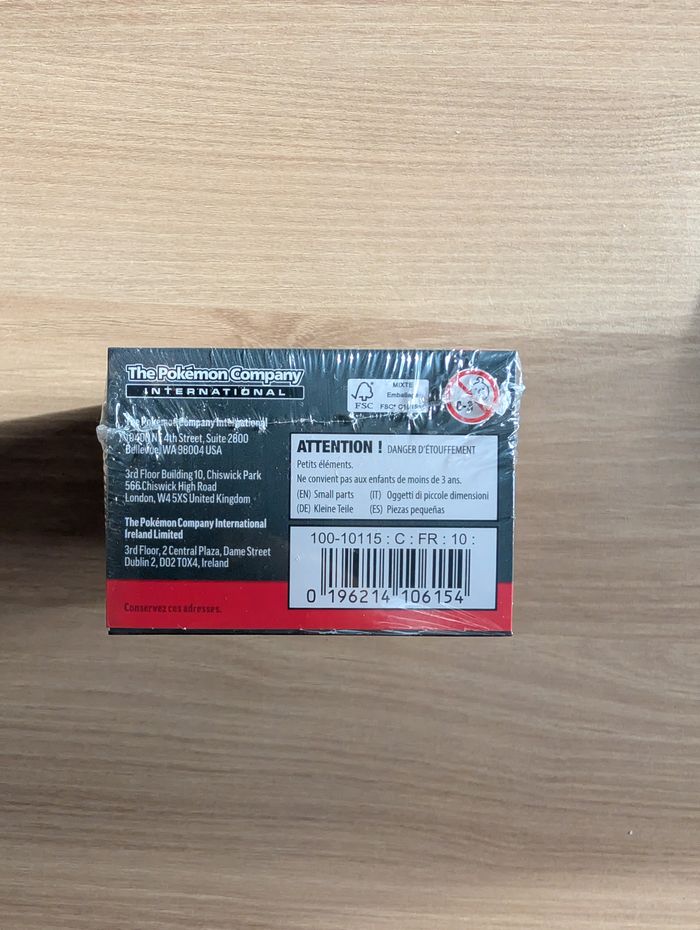 The Pokémon Company
INTERNATIONAL
The Pokémon Company International
NE 4th Street, Suite 2800
Bellevue, WA 98004 USA
3rd Floor Building 10, Chiswick Park
566 Chiswick High Road
London, W4 5XS United Kingdom
The Pokémon Company International
Ireland Limited
3rd Floor, 2 Central Plaza, Dame Street
Dublin 2, D02 T0X4, Ireland
Conservez ces adresses.
FSC
MIXTE
Emballage
FSC®
ATTENTION ! DANGER D'ÉTOUFFEMENT
Petits éléments.
Ne convient pas aux enfants de moins de 3 ans.
(EN) Small parts (IT) Oggetti di piccole dimensioni
(DE) Kleine Teile (ES) Piezas pequeñas
100-10115 : C : FR : 10 :
0 196214 106154